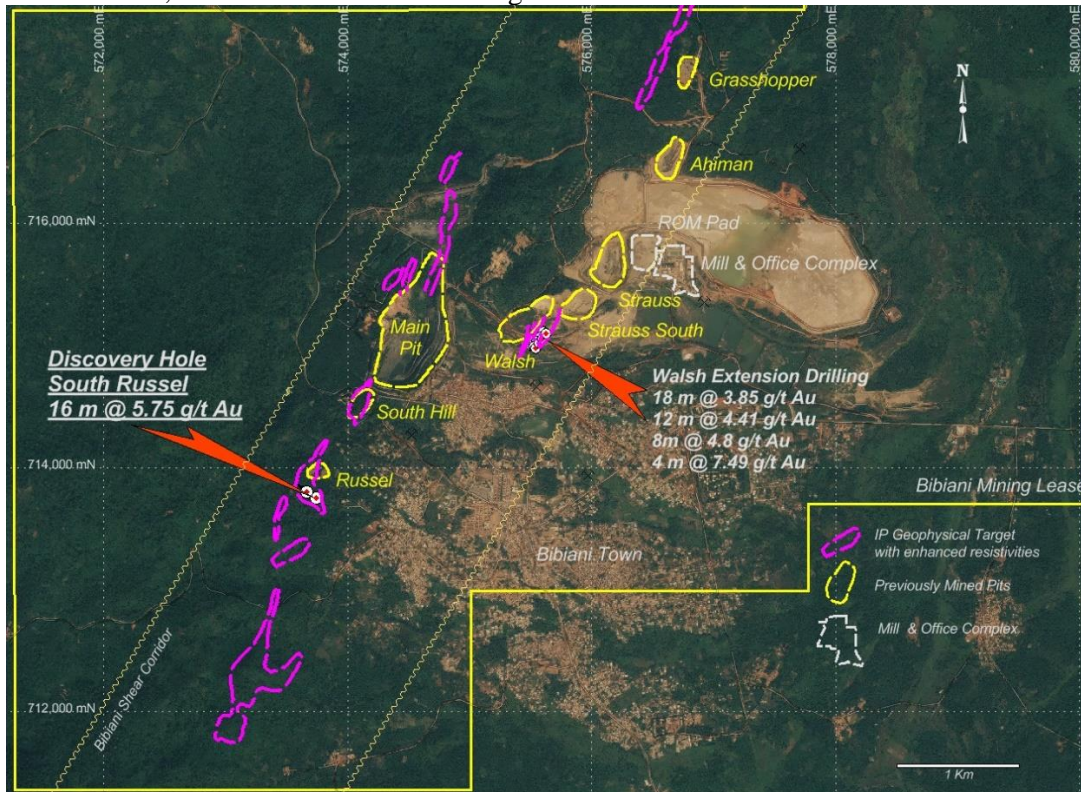 572,000 mE
574,000 mE
576,000 mE
578,000 mE
580,000 mE
Grasshopper
N
Ahiman
716,000 mN
ROM Pad
Mill & Office Complex
Strauss
Main
Pit
Strauss South
Walsh
Discovery Hole
South Russel
16 m @ 5.75 g/t Au
Walsh Extension Drilling
18 m @ 3.85 g/t Au
12 m @ 4.41 g/t Au
8m @ 4.8 g/t Au
4 m @ 7.49 g/t Au
South Hill
714,000 mN
Russel
Bibiani Mining Lease
Bibiani Town
IP Geophysical Target
with enhanced resistivities
Previously Mined Pits
Mill & Office Complex
Bibiani Shear Corridor
712,000 mN
1 Km